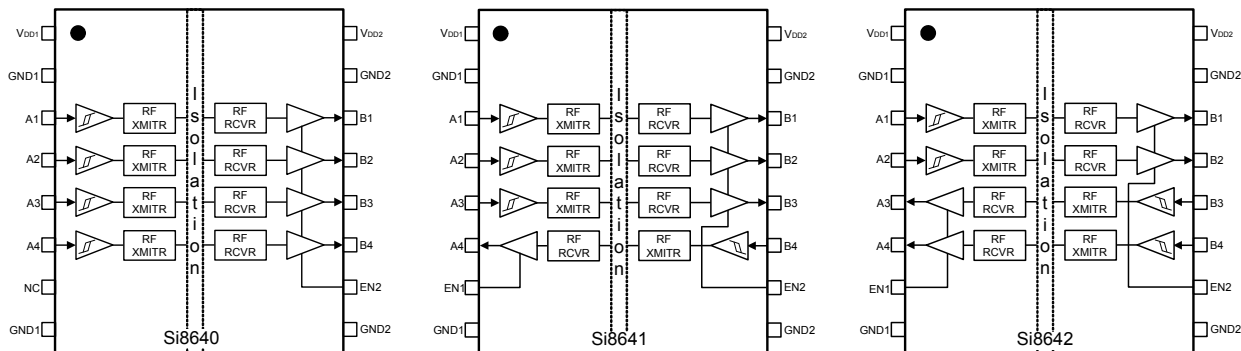 VDD1
GND1
A1
A2
A3
A4
NC
GND1
RF XMITR
RF XMITR
RF XMITR
RF XMITR
Isolation
RF RCVR
RF RCVR
RF RCVR
RF RCVR
VDD2
GND2
B1
B2
B3
B4
EN2
GND2
Si8640
VDD1
GND1
A1
A2
A3
A4
EN1
GND1
RF XMITR
RF XMITR
RF XMITR
RF RCVR
Isolation
RF RCVR
RF RCVR
RF RCVR
RF XMITR
VDD2
GND2
B1
B2
B3
B4
EN2
GND2
Si8641
VDD1
GND1
A1
A2
A3
A4
EN1
GND1
RF XMITR
RF XMITR
RF RCVR
RF RCVR
Isolation
RF RCVR
RF RCVR
RF XMITR
RF XMITR
VDD2
GND2
B1
B2
B3
B4
EN2
GND2
Si8642